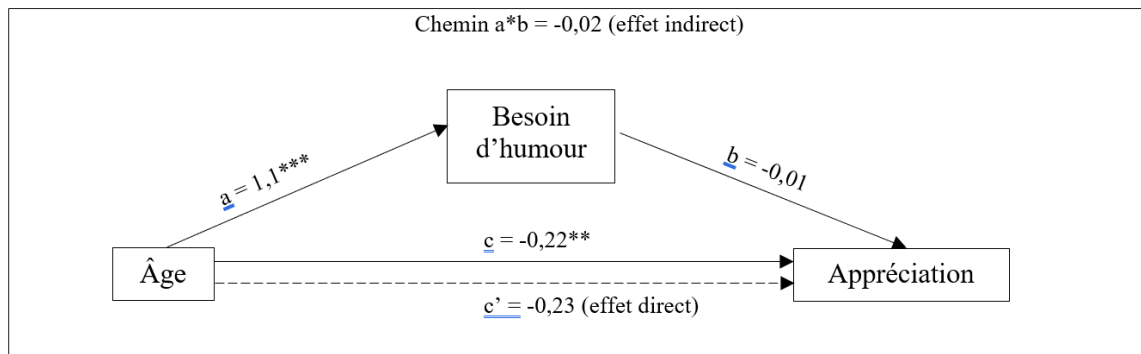 Chemin a*b = -0,02 (effet indirect)
Besoin
d’humour
a = 1,1***
b = -0,01
c = -0,22**
Âge
Appréciation
c’ = -0,23 (effet direct)